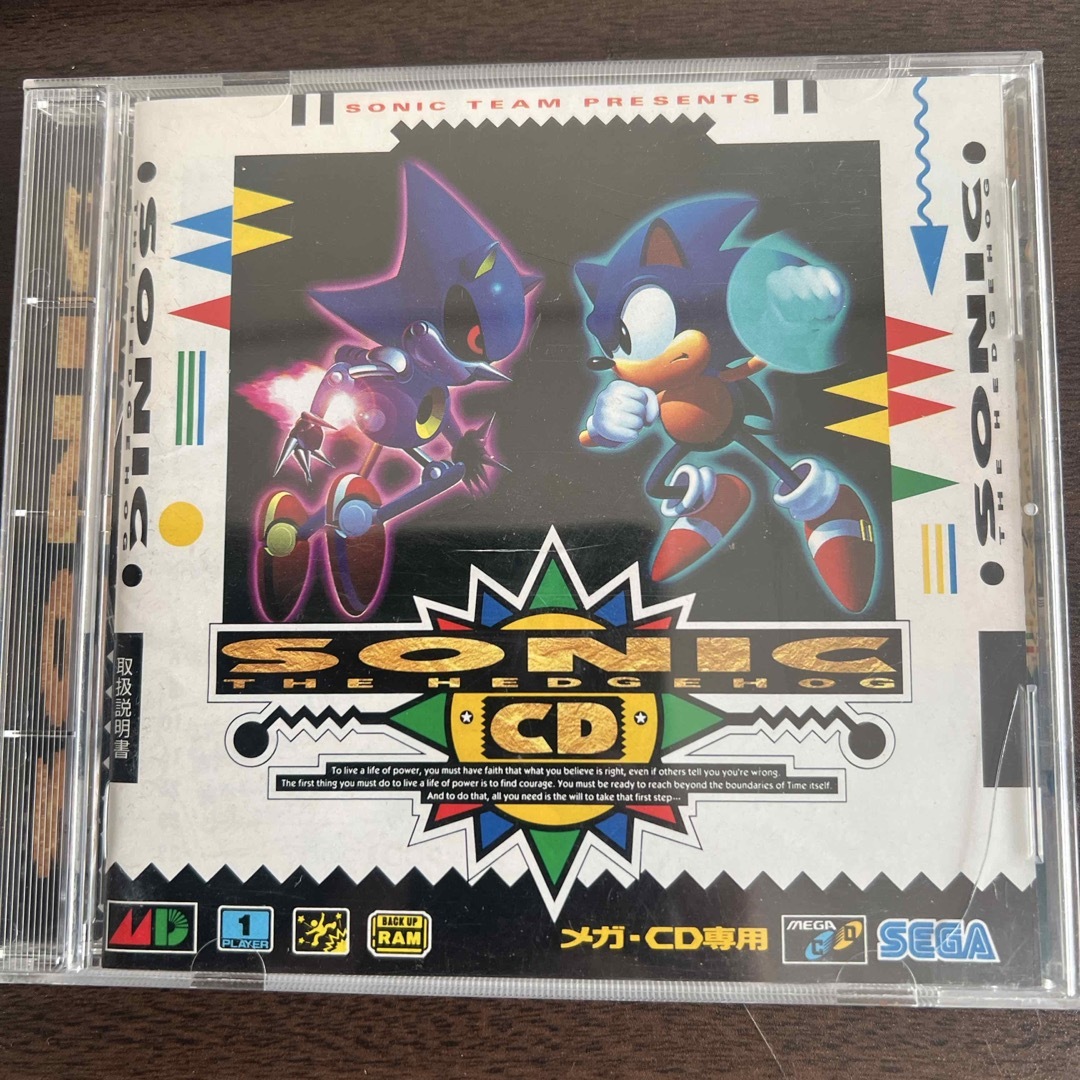 SONIC TEAM PRESENTS
SONIC
THE HEDGEHOG
SONIC
THE HEDGEHOG
取扱説明書
SONIC
THE HEDGEHOG
CD
To live a life of power, you must have faith that what you believe is right, even if others tell you you're wrong.
The first thing you must do to live a life of power is to find courage. You must be ready to reach beyond the boundaries of Time itself.
And to do that, all you need is the will to take that first step...
MD
1
PLAYER
BACK UP
RAM
メガ-CD専用
MEGA
CD
SEGA